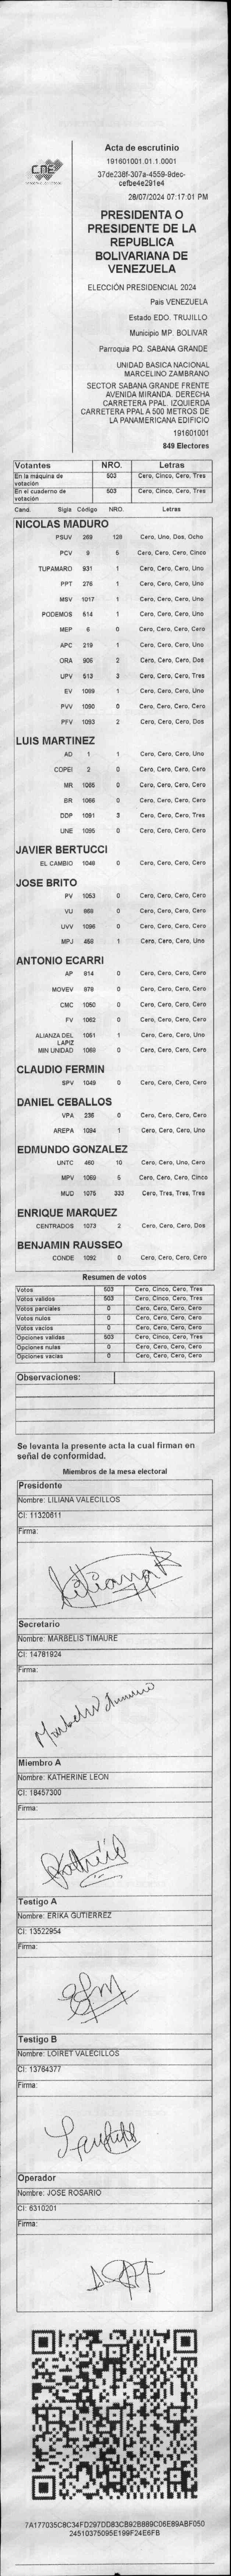 CNE
Acta de escrutinio
191601001.01.1.0001
37de238f-307a-4559-9dec-
cefbe4e291e4
28/07/2024 07:17:01 PM
PRESIDENTA O
PRESIDENTE DE LA
REPUBLICA
BOLIVARIANA DE
VENEZUELA
ELECCIÓN PRESIDENCIAL 2024
País VENEZUELA
Estado EDO. TRUJILLO
Municipio MP. BOLIVAR
Parroquia PQ. SABANA GRANDE
UNIDAD BASICA NACIONAL
MARCELINO ZAMBRANO
SECTOR SABANA GRANDE FRENTE
AVENIDA MIRANDA. DERECHA
CARRETERA PPAL. IZQUIERDA
CARRETERA PPAL A 500 METROS DE
LA PANAMERICANA EDIFICIO
191601001
849 Electores
Votantes NRO. Letras
En la máquina de votación 503 Cero, Cinco, Cero, Tres
En el cuaderno de votación 503 Cero, Cinco, Cero, Tres
Cand. Sigla Código NRO. Letras
NICOLAS MADURO
PSUV 269 128 Cero, Uno, Dos, Ocho
PCV 9 5 Cero, Cero, Cero, Cinco
TUPAMARO 931 1 Cero, Cero, Cero, Uno
PPT 276 1 Cero, Cero, Cero, Uno
MSV 1017 1 Cero, Cero, Cero, Uno
PODEMOS 514 1 Cero, Cero, Cero, Uno
MEP 6 0 Cero, Cero, Cero, Cero
APC 219 1 Cero, Cero, Cero, Uno
ORA 906 2 Cero, Cero, Cero, Dos
UPV 513 3 Cero, Cero, Cero, Tres
EV 1089 1 Cero, Cero, Cero, Uno
PVV 1090 0 Cero, Cero, Cero, Cero
PFV 1093 2 Cero, Cero, Cero, Dos
LUIS MARTINEZ
AD 1 1 Cero, Cero, Cero, Uno
COPEI 2 0 Cero, Cero, Cero, Cero
MR 1065 0 Cero, Cero, Cero, Cero
BR 1066 0 Cero, Cero, Cero, Cero
DDP 1091 3 Cero, Cero, Cero, Tres
UNE 1095 0 Cero, Cero, Cero, Cero
JAVIER BERTUCCI
EL CAMBIO 1048 0 Cero, Cero, Cero, Cero
JOSE BRITO
PV 1053 0 Cero, Cero, Cero, Cero
VU 868 0 Cero, Cero, Cero, Cero
UVV 1096 0 Cero, Cero, Cero, Cero
MPJ 458 1 Cero, Cero, Cero, Uno
ANTONIO ECARRI
AP 814 0 Cero, Cero, Cero, Cero
MOVEV 879 0 Cero, Cero, Cero, Cero
CMC 1050 0 Cero, Cero, Cero, Cero
FV 1062 0 Cero, Cero, Cero, Cero
ALIANZA DEL LAPIZ 1051 1 Cero, Cero, Cero, Uno
MIN UNIDAD 1069 0 Cero, Cero, Cero, Cero
CLAUDIO FERMIN
SPV 1049 0 Cero, Cero, Cero, Cero
DANIEL CEBALLOS
VPA 236 0 Cero, Cero, Cero, Cero
AREPA 1094 1 Cero, Cero, Cero, Uno
EDMUNDO GONZALEZ
UNTC 460 10 Cero, Cero, Uno, Cero
MPV 1059 5 Cero, Cero, Cero, Cinco
MUD 1075 333 Cero, Tres, Tres, Tres
ENRIQUE MARQUEZ
CENTRADOS 1073 2 Cero, Cero, Cero, Dos
BENJAMIN RAUSSEO
CONDE 1092 0 Cero, Cero, Cero, Cero
Resumen de votos
Votos 503 Cero, Cinco, Cero, Tres
Votos validos 503 Cero, Cinco, Cero, Tres
Votos parciales 0 Cero, Cero, Cero, Cero
Votos nulos 0 Cero, Cero, Cero, Cero
Votos vacios 0 Cero, Cero, Cero, Cero
Opciones validas 503 Cero, Cinco, Cero, Tres
Opciones nulas 0 Cero, Cero, Cero, Cero
Opciones vacias 0 Cero, Cero, Cero, Cero
Observaciones:
Se levanta la presente acta la cual firman en
señal de conformidad.
Miembros de la mesa electoral
Presidente
Nombre: LILIANA VALECILLOS
CI: 11320611
Firma:
Secretario
Nombre: MARBELIS TIMAURE
CI: 14781924
Firma:
Miembro A
Nombre: KATHERINE LEON
CI: 18457300
Firma:
Testigo A
Nombre: ERIKA GUTIERREZ
CI: 13522954
Firma:
Testigo B
Nombre: LOIRET VALECILLOS
CI: 13764377
Firma:
Operador
Nombre: JOSE ROSARIO
CI: 6310201
Firma:
7A177035C8C34FD297DD83CB92B889C06E89ABF050
24510375095E199F24E6FB